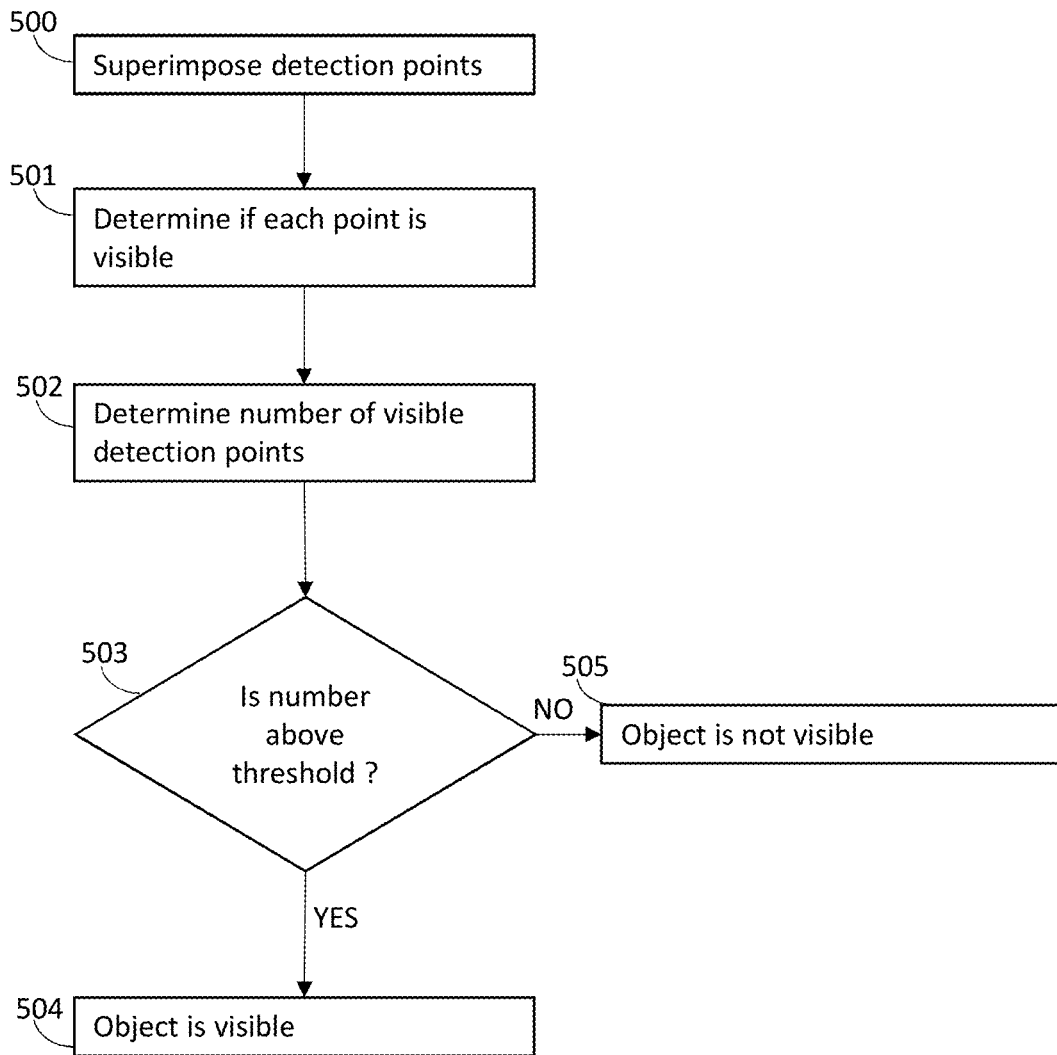 500
Superimpose detection points
501
Determine if each point is
visible
502
Determine number of visible
detection points
503
Is number
above
threshold ?
NO
505
Object is not visible
YES
504
Object is visible